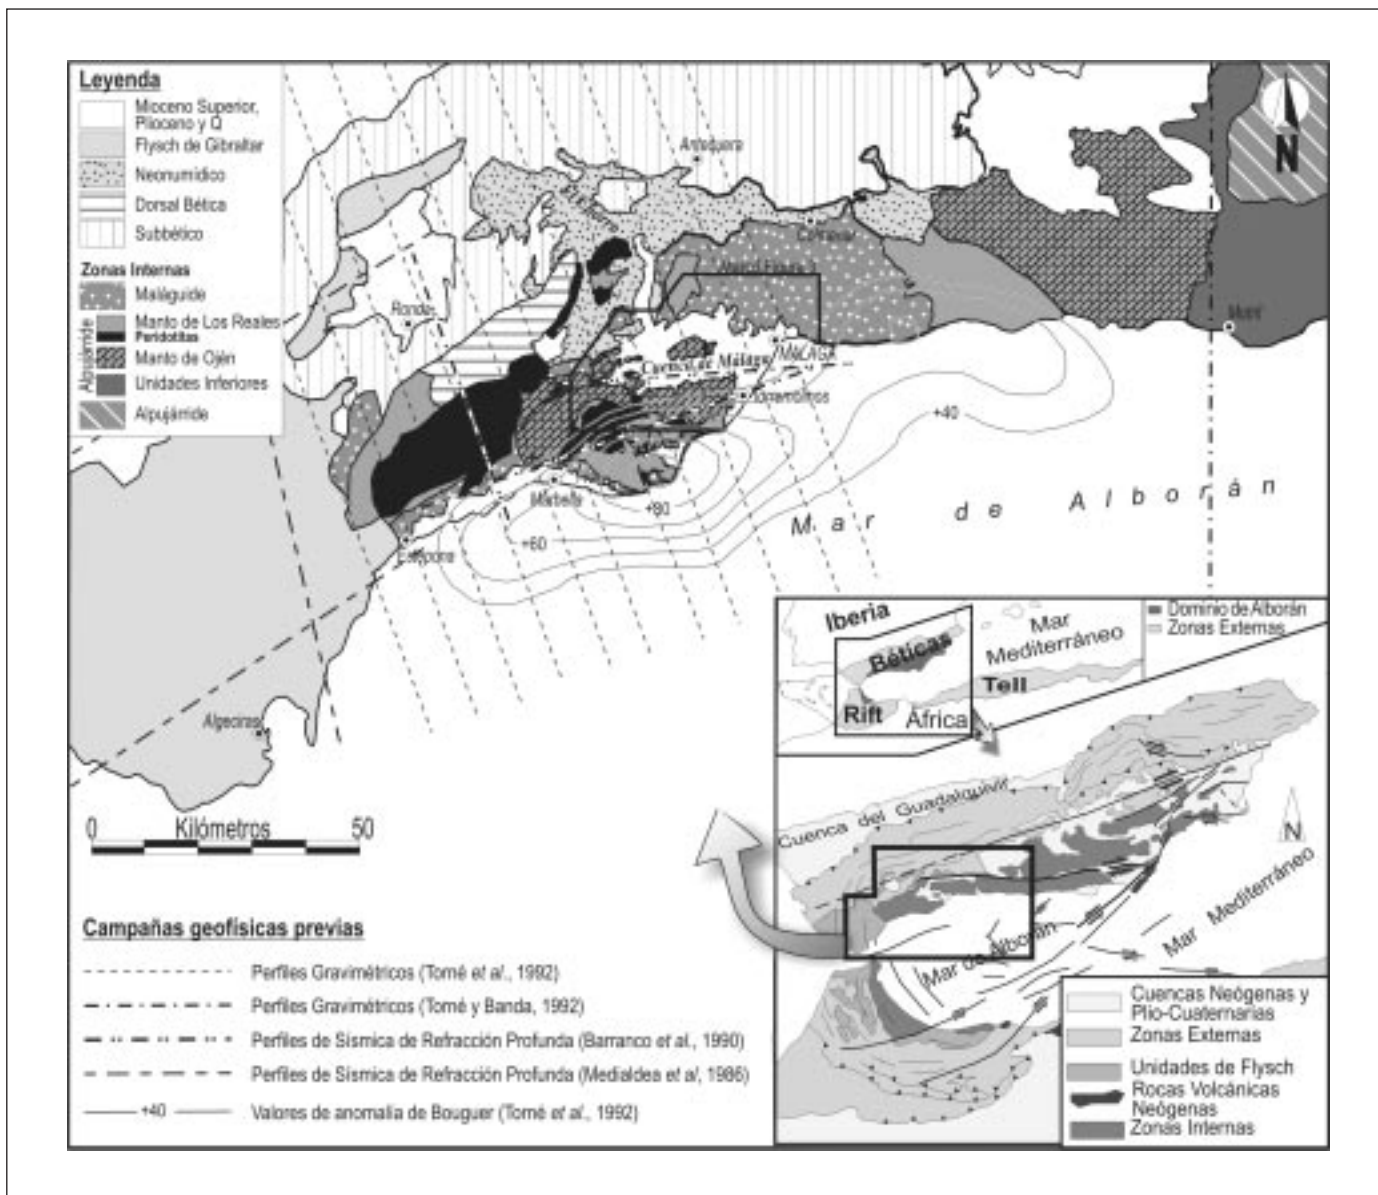 Leyenda
Mioceno Superior,
Plioceno y Q
Flysch de Gibraltar
Neonumídico
Dorsal Bética
Subbético
Zonas Internas
Maláguide
Alpujárride
Manto de Los Reales
Peridotitas
Manto de Ojén
Unidades Inferiores
Alpujárride
N
Antequera
Colmenar
Ronda
MÁLAGA
Cuenca de Málaga
Torremolinos
Motril
Marbella
Estepona
Algeciras
+40
+80
+60
Mar de Alborán
0 Kilómetros 50
Campañas geofísicas previas
Perfiles Gravimétricos (Torné et al., 1992)
Perfiles Gravimétricos (Torné y Banda, 1992)
Perfiles de Sísmica de Refracción Profunda (Barranco et al., 1990)
Perfiles de Sísmica de Refracción Profunda (Medialdea et al, 1986)
+40 Valores de anomalía de Bouguer (Torné et al., 1992)
Iberia
Béticas
Mar
Mediterráneo
Tell
Rift
África
Dominio de Alborán
Zonas Externas
Cuenca del Guadalquivir
Mar de Alborán
Mar Mediterráneo
N
Cuencas Neógenas y
Plio-Cuaternarias
Zonas Externas
Unidades de Flysch
Rocas Volcánicas
Neógenas
Zonas Internas